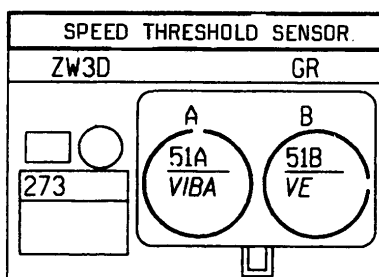 SPEED THRESHOLD SENSOR.
ZW3D GR
A B
51A 51B
VIBA VE
273